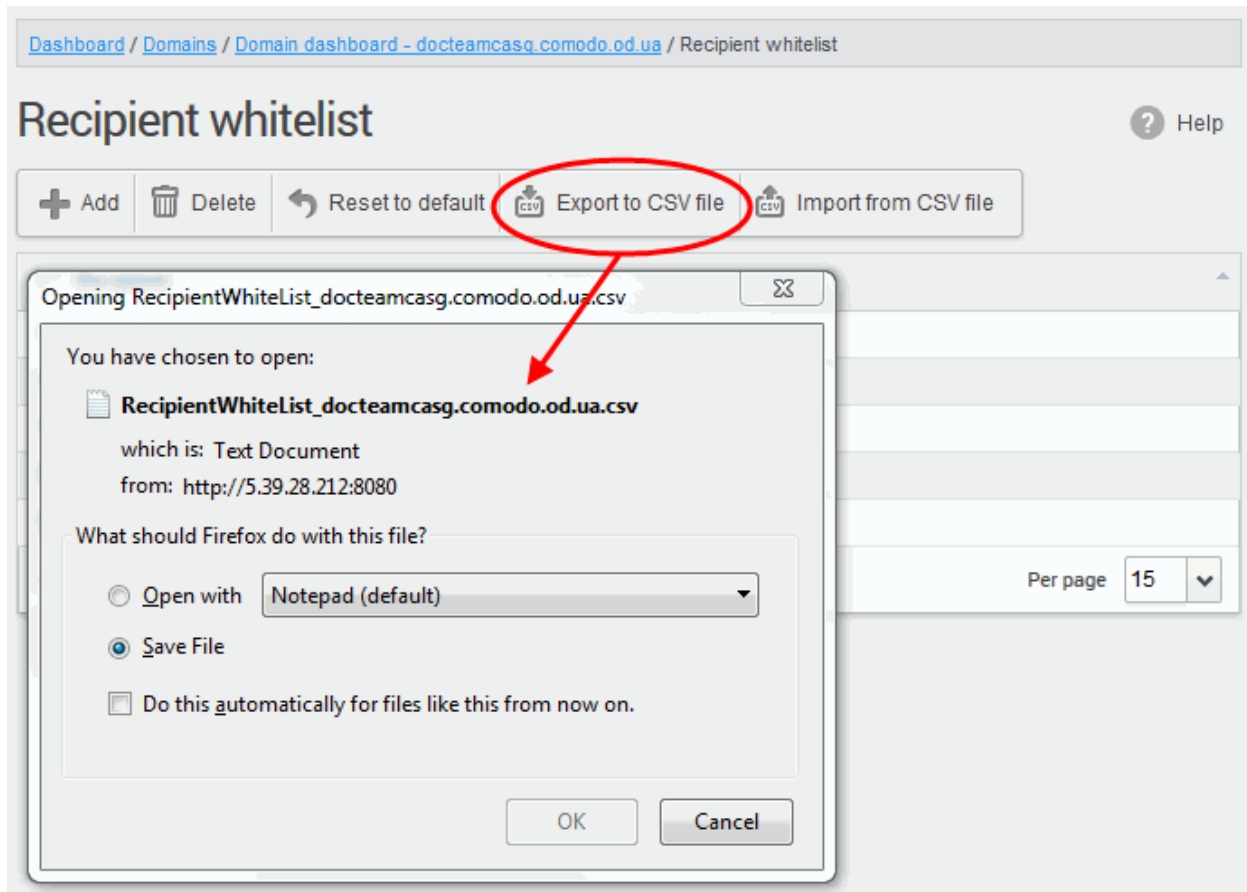 Dashboard / Domains / Domain dashboard - docteamcasg.comodo.od.ua / Recipient whitelist
Recipient whitelist
? Help
Add Delete Reset to default CSV Export to CSV file CSV Import from CSV file
Opening RecipientWhiteList_docteamcasg.comodo.od.ua.csv
You have chosen to open:
RecipientWhiteList_docteamcasg.comodo.od.ua.csv
which is: Text Document
from: http://5.39.28.212:8080
What should Firefox do with this file?
Open with Notepad (default)
Per page 15
Save File
Do this automatically for files like this from now on.
OK Cancel